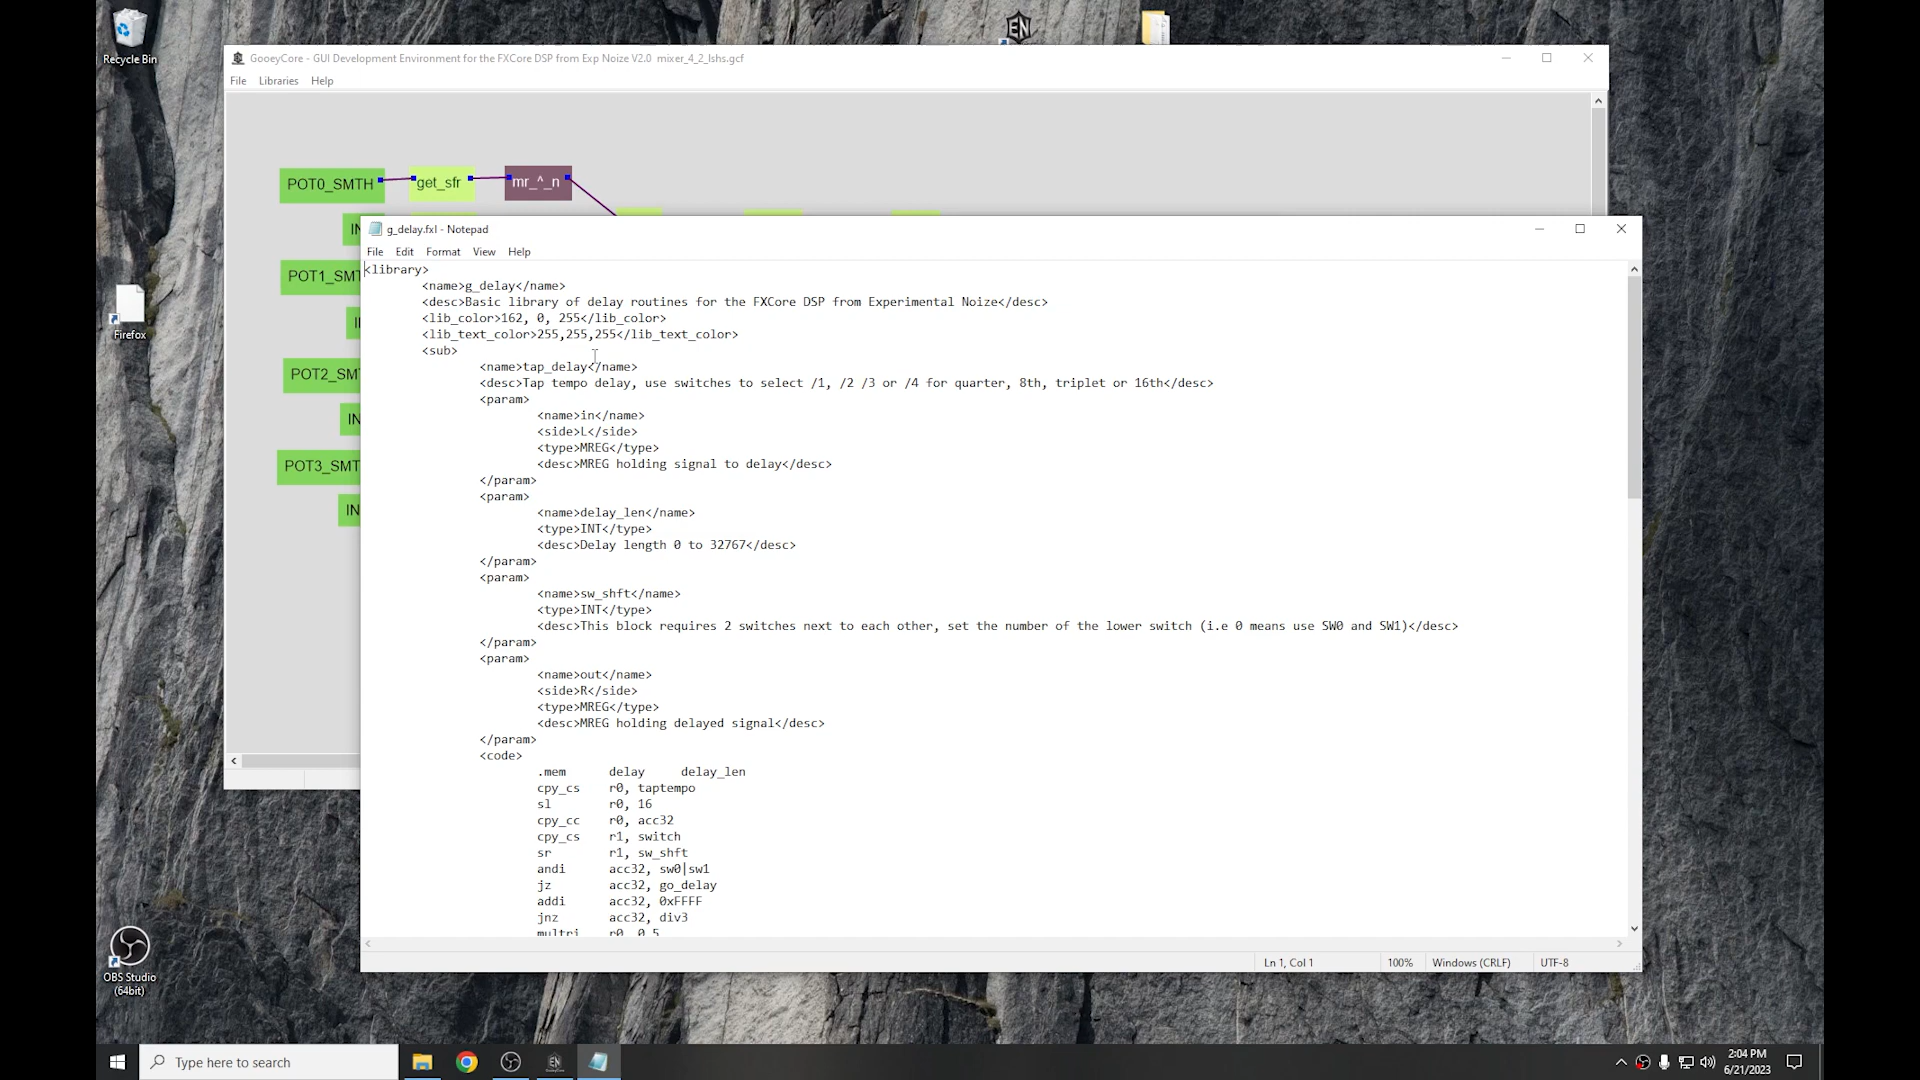 Recycle Bin
EN
GooeyCore - GUI Development Environment for the FXCore DSP from Exp Noize V2.0 mixer_4_2_lshs.gcf
File Libraries Help
POT0_SMTH
get_sfr
mr_^_n
IN
POT1_SMT
POT2_SM
IN
POT3_SMT
IN
g_delay.fxl - Notepad
File Edit Format View Help
<library>
<name>g_delay</name>
<desc>Basic library of delay routines for the FXCore DSP from Experimental Noize</desc>
<lib_color>162, 0, 255</lib_color>
<lib_text_color>255,255,255</lib_text_color>
<sub>
<name>tap_delay</name>
<desc>Tap tempo delay, use switches to select /1, /2 /3 or /4 for quarter, 8th, triplet or 16th</desc>
<param>
<name>in</name>
<side>L</side>
<type>MREG</type>
<desc>MREG holding signal to delay</desc>
</param>
<param>
<name>delay_len</name>
<type>INT</type>
<desc>Delay length 0 to 32767</desc>
</param>
<param>
<name>sw_shft</name>
<type>INT</type>
<desc>This block requires 2 switches next to each other, set the number of the lower switch (i.e 0 means use SW0 and SW1)</desc>
</param>
<param>
<name>out</name>
<side>R</side>
<type>MREG</type>
<desc>MREG holding delayed signal</desc>
</param>
<code>
.mem delay delay_len
cpy_cs r0, taptempo
sl r0, 16
cpy_cc r0, acc32
cpy_cs r1, switch
sr r1, sw_shft
andi acc32, sw0|sw1
jz acc32, go_delay
addi acc32, 0xFFFF
jnz acc32, div3
multri r0, 0.5
Ln 1, Col 1
100%
Windows (CRLF)
UTF-8
Firefox
OBS Studio
(64bit)
Type here to search
2:04 PM
6/21/2023